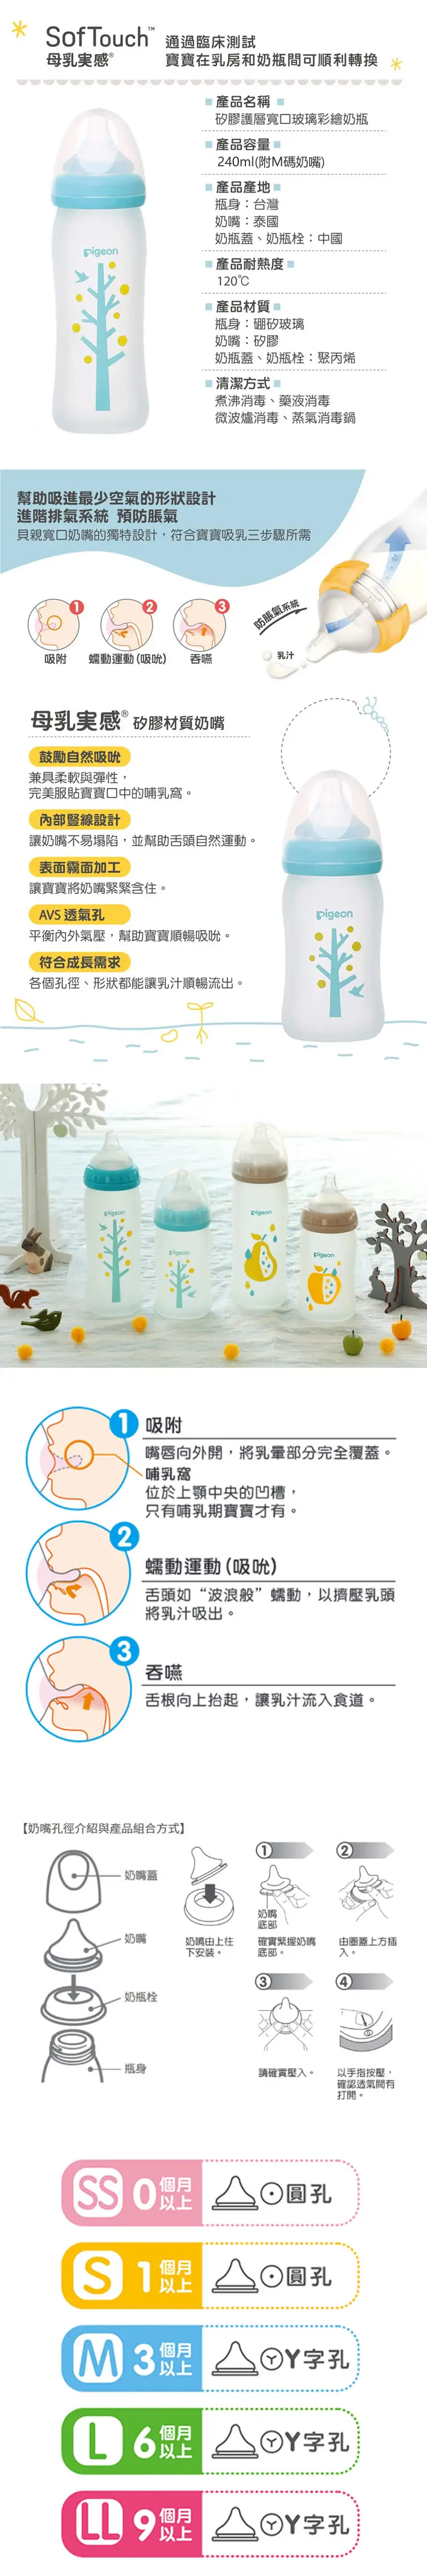 SofTouch™
母乳実感®
通過臨床測試
寶寶在乳房和奶瓶間可順利轉換
產品名稱
矽膠護層寬口玻璃彩繪奶瓶
產品容量
240ml(附M碼奶嘴)
產品產地
瓶身：台灣
奶嘴：泰國
奶瓶蓋、奶瓶栓：中國
產品耐熱度
120℃
產品材質
瓶身：硼矽玻璃
奶嘴：矽膠
奶瓶蓋、奶瓶栓：聚丙烯
清潔方式
煮沸消毒、藥液消毒
微波爐消毒、蒸氣消毒鍋
pigeon
幫助吸進最少空氣的形狀設計
進階排氣系統 預防脹氣
貝親寬口奶嘴的獨特設計，符合寶寶吸乳三步驟所需
1
2
3
吸附
蠕動運動(吸吮)
吞嚥
防脹氣系統
乳汁
母乳実感® 矽膠材質奶嘴
鼓勵自然吸吮
兼具柔軟與彈性，
完美服貼寶寶口中的哺乳窩。
內部豎線設計
讓奶嘴不易塌陷，並幫助舌頭自然運動。
表面霧面加工
讓寶寶將奶嘴緊緊含住。
AVS 透氣孔
平衡內外氣壓，幫助寶寶順暢吸吮。
符合成長需求
各個孔徑、形狀都能讓乳汁順暢流出。
pigeon
pigeon
pigeon
pigeon
pigeon
1 吸附
嘴唇向外開，將乳暈部分完全覆蓋。
哺乳窩
位於上顎中央的凹槽，
只有哺乳期寶寶才有。
2
蠕動運動(吸吮)
舌頭如“波浪般”蠕動，以擠壓乳頭
將乳汁吸出。
3
吞嚥
舌根向上抬起，讓乳汁流入食道。
【奶嘴孔徑介紹與產品組合方式】
奶嘴蓋
奶嘴
奶瓶栓
瓶身
奶嘴由上往
下安裝。
1
奶嘴
底部
確實緊握奶嘴
底部。
2
由圈蓋上方插
入。
3
請確實壓入。
4
以手指按壓，
確認透氣閥有
打開。
SS 0 個月以上 圓孔
S 1 個月以上 圓孔
M 3 個月以上 Y字孔
L 6 個月以上 Y字孔
LL 9 個月以上 Y字孔